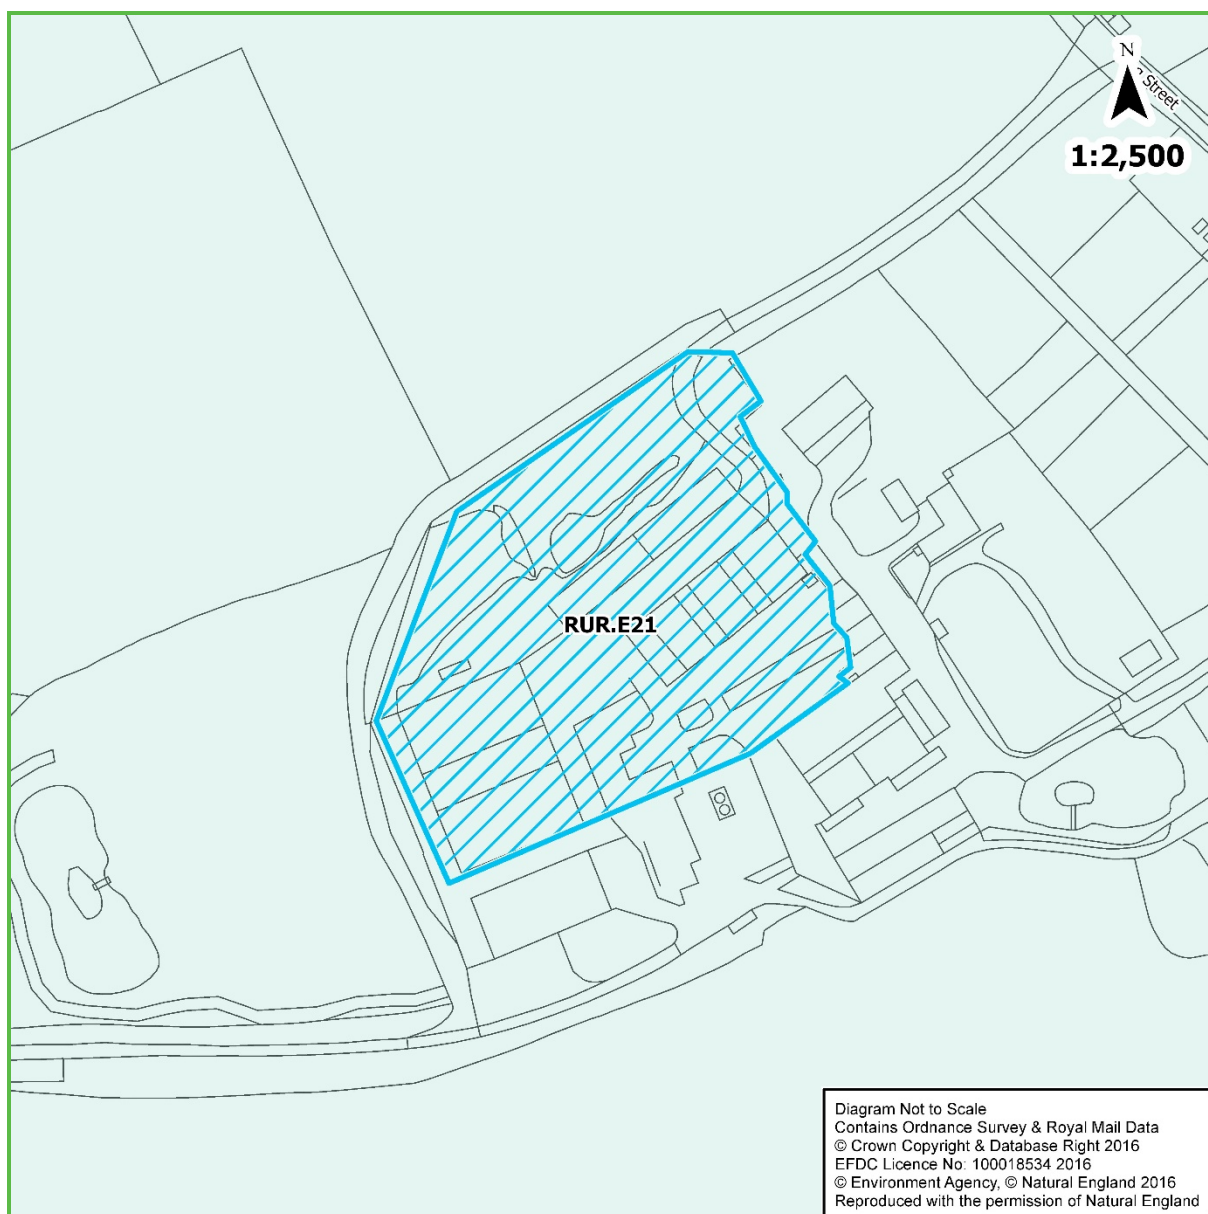 N
Street
1:2,500
RUR.E21
Diagram Not to Scale
Contains Ordnance Survey & Royal Mail Data
© Crown Copyright & Database Right 2016
EFDC Licence No: 100018534 2016
© Environment Agency, © Natural England 2016
Reproduced with the permission of Natural England